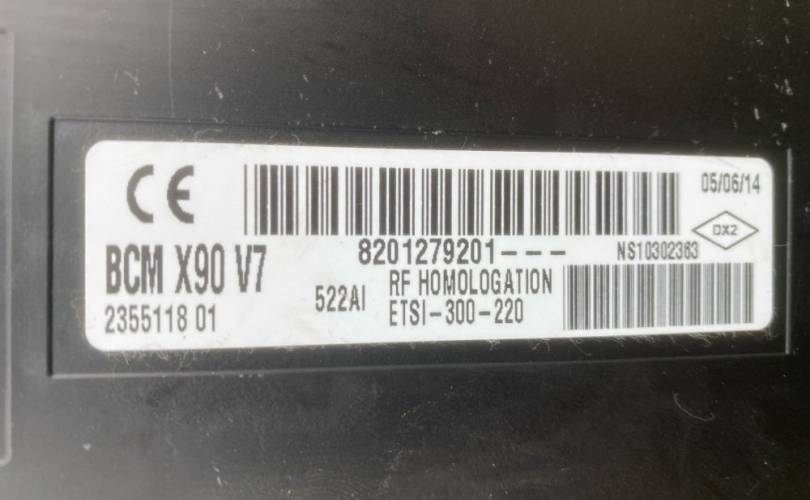 CE
05/06/14
DX2
8201279201---
NS10302363
BCM X90 V7
522AI
RF HOMOLOGATION
ETSI-300-220
2355118 01